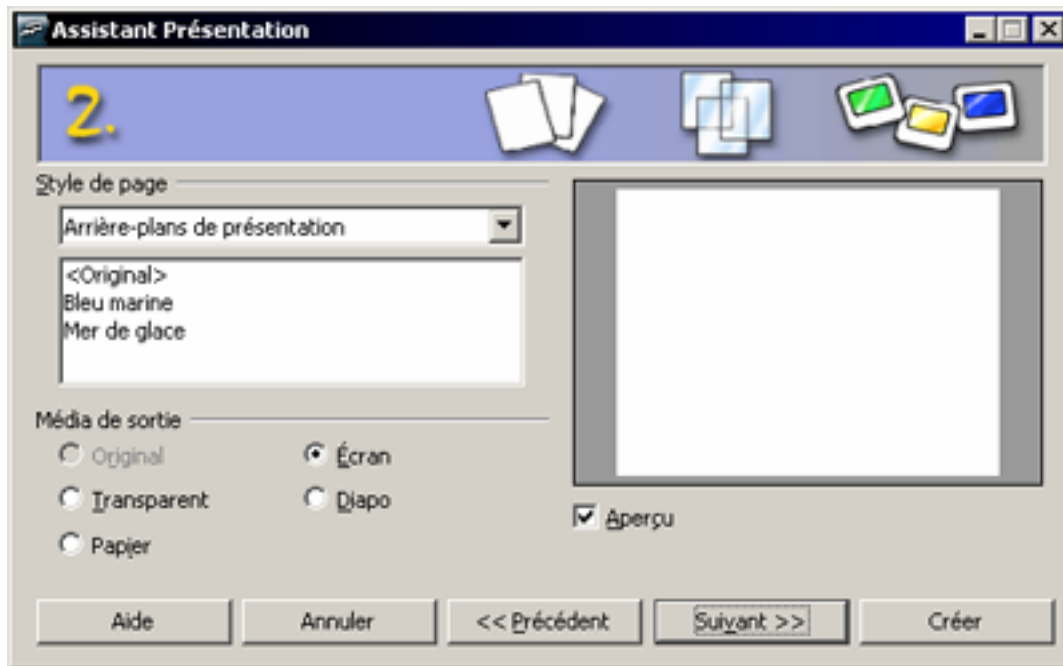 Assistant Présentation
2.
Style de page
Arrière-plans de présentation
<Original>
Bleu marine
Mer de glace
Média de sortie
Original
Écran
Transparent
Diapo
Papier
Aperçu
Aide
Annuler
<< Précédent
Suivant >>
Créer